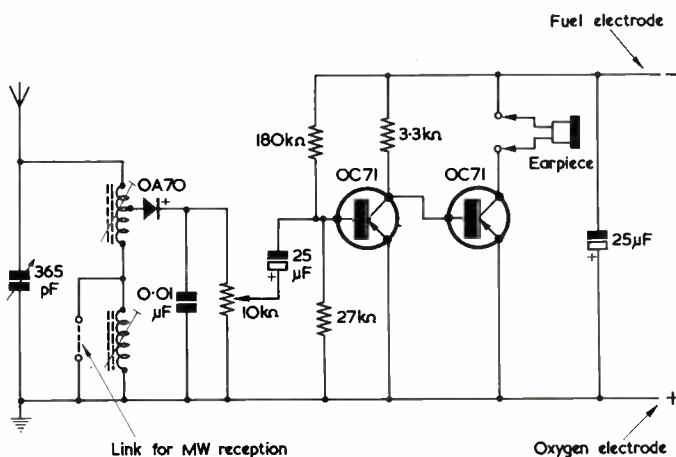 Fuel electrode
−
180kΩ
3·3kΩ
OC71
OC71
Earpiece
OA70
+
365
pF
0·01
μF
10kΩ
25
μF
+
27kΩ
25μF
+
+
Link for MW reception
Oxygen electrode